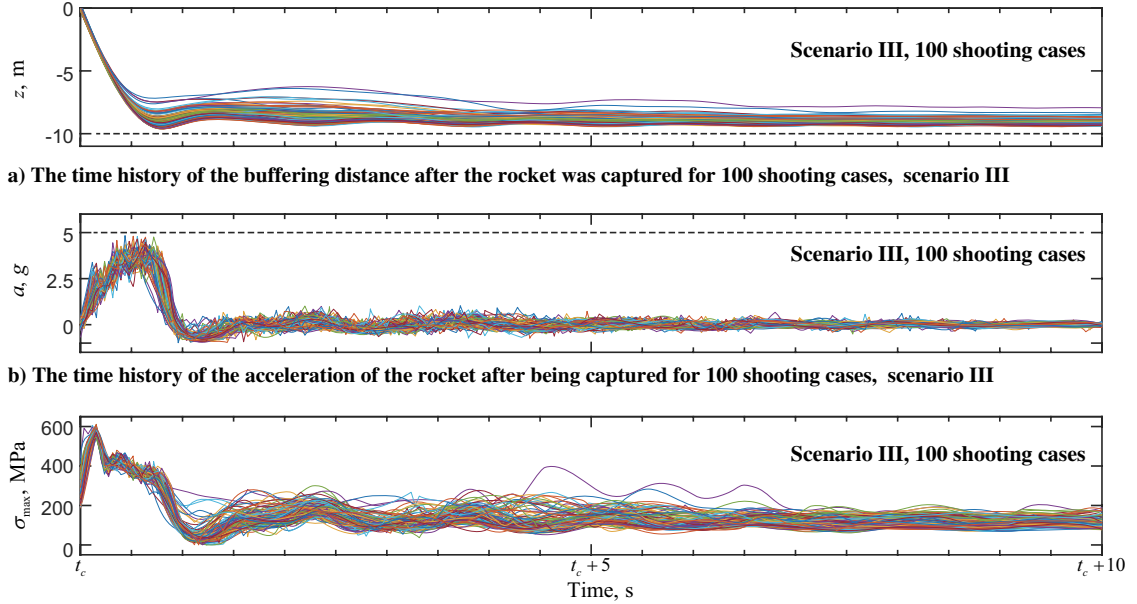 0
-5
-10
z, m
Scenario III, 100 shooting cases
a) The time history of the buffering distance after the rocket was captured for 100 shooting cases, scenario III
5
2.5
0
a, g
Scenario III, 100 shooting cases
b) The time history of the acceleration of the rocket after being captured for 100 shooting cases, scenario III
600
400
200
0
σmax, MPa
Scenario III, 100 shooting cases
tc
tc +5
tc +10
Time, s